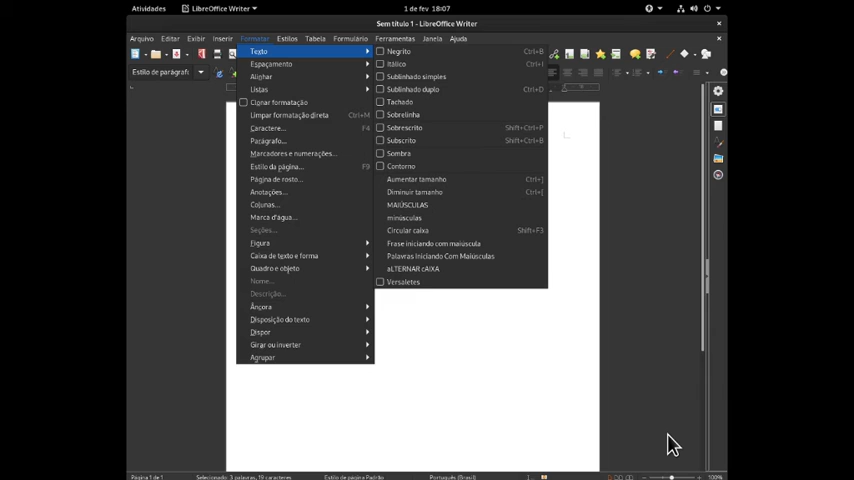 Atividades
LibreOffice Writer
1 de fev 18:07
Sem título 1 - LibreOffice Writer
Arquivo Editar Exibir Inserir Formatar Estilos Tabela Formulário Ferramentas Janela Ajuda
Estilo de parágraf
Texto
Espaçamento
Alinhar
Listas
Clonar formatação
Limpar formatação direta Ctrl+M
Caractere... F4
Parágrafo...
Marcadores e numerações...
Estilo da página... F9
Página de rosto...
Anotações...
Colunas...
Marca d'água...
Seções...
Figura
Caixa de texto e forma
Quadro e objeto
Nome...
Descrição...
Âncora
Disposição do texto
Dispor
Girar ou inverter
Agrupar
Negrito Ctrl+B
Itálico Ctrl+I
Sublinhado simples
Sublinhado duplo Ctrl+D
Tachado
Sobrelinha
Sobrescrito Shift+Ctrl+P
Subscrito Shift+Ctrl+B
Sombra
Contorno
Aumentar tamanho Ctrl+]
Diminuir tamanho Ctrl+[
MAIÚSCULAS
minúsculas
Circular caixa Shift+F3
Frase iniciando com maiúscula
Palavras Iniciando Com Maiúsculas
aLTERNAR cAIXA
Versaletes
Página 1 de 1 Selecionado: 3 palavras, 19 caracteres Estilo de página Padrão Português (Brasil) 100%